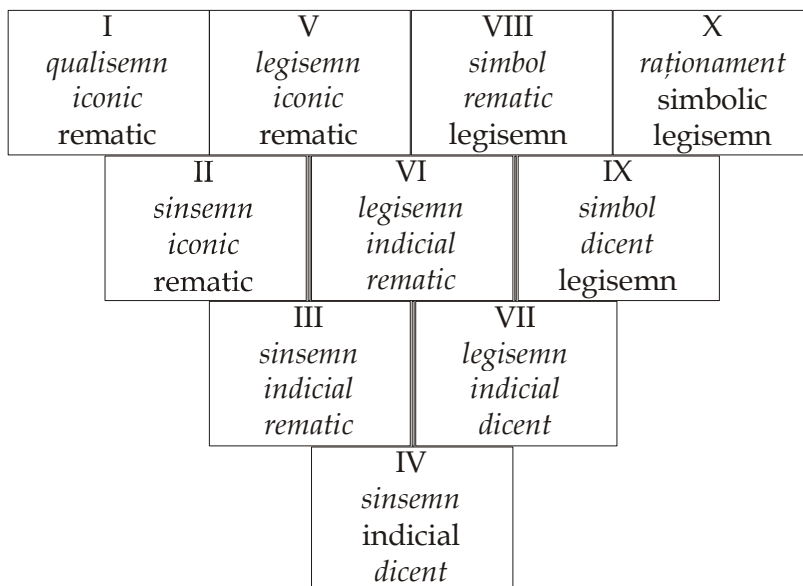 I
qualisemn
iconic
rematic
V
legisemn
iconic
rematic
VIII
simbol
rematic
legisemn
X
raţionament
simbolic
legisemn
II
sinsemn
iconic
rematic
VI
legisemn
indicial
rematic
IX
simbol
dicent
legisemn
III
sinsemn
indicial
rematic
VII
legisemn
indicial
dicent
IV
sinsemn
indicial
dicent